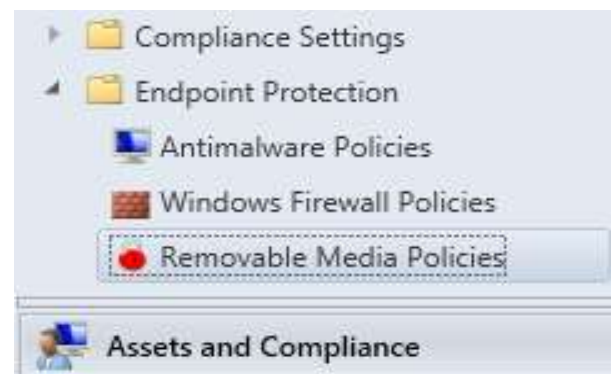 Compliance Settings
Endpoint Protection
Antimalware Policies
Windows Firewall Policies
Removable Media Policies
Assets and Compliance